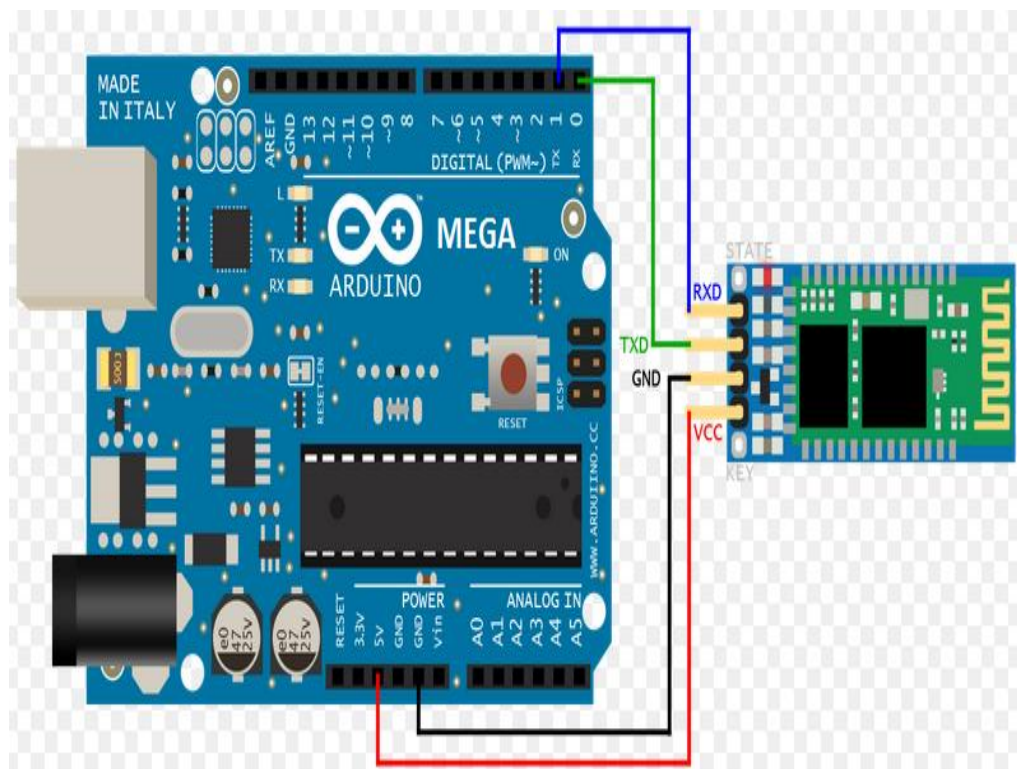 MADE
IN ITALY
AREF
GND
13
12
~11
~10
~9
8
7
~6
~5
4
~3
2
1
0
DIGITAL (PWM~)
TX
RX
L
TX
RX
™
MEGA
ARDUINO
ON
STATE
RXD
TXD
GND
VCC
KEY
RESET-EN
RESET
ICSP
WWW.ARDUINO.CC
POWER
ANALOG IN
RESET
3.3V
5V
GND
GND
Vin
A0
A1
A2
A3
A4
A5
e0
47
25v
e0
47
25v